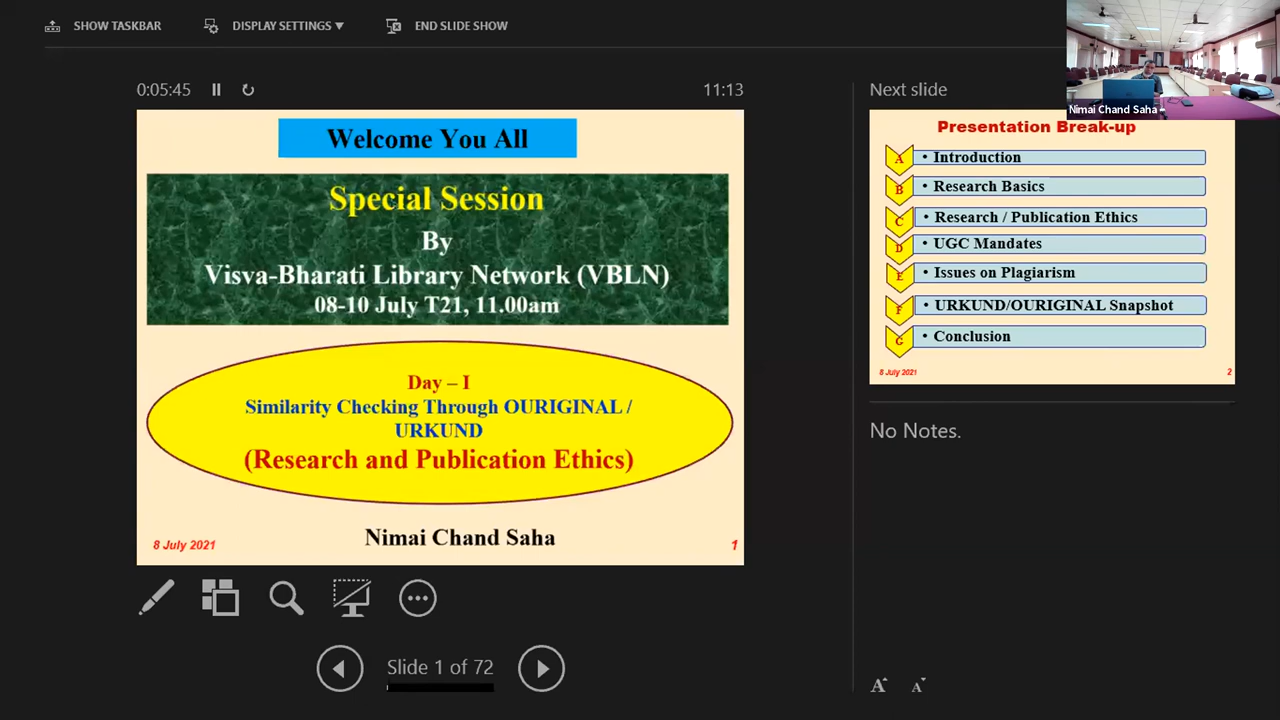 SHOW TASKBAR
DISPLAY SETTINGS ▼
END SLIDE SHOW
0:05:45
11:13
Welcome You All
Special Session
By
Visva-Bharati Library Network (VBLN)
08-10 July T21, 11.00am
Day – I
Similarity Checking Through OURIGINAL /
URKUND
(Research and Publication Ethics)
Nimai Chand Saha
8 July 2021
1
Slide 1 of 72
Next slide
Nimai Chand Saha –
Presentation Break-up
A • Introduction
B • Research Basics
C • Research / Publication Ethics
D • UGC Mandates
E • Issues on Plagiarism
F • URKUND/OURIGINAL Snapshot
G • Conclusion
8 July 2021
2
No Notes.
A A